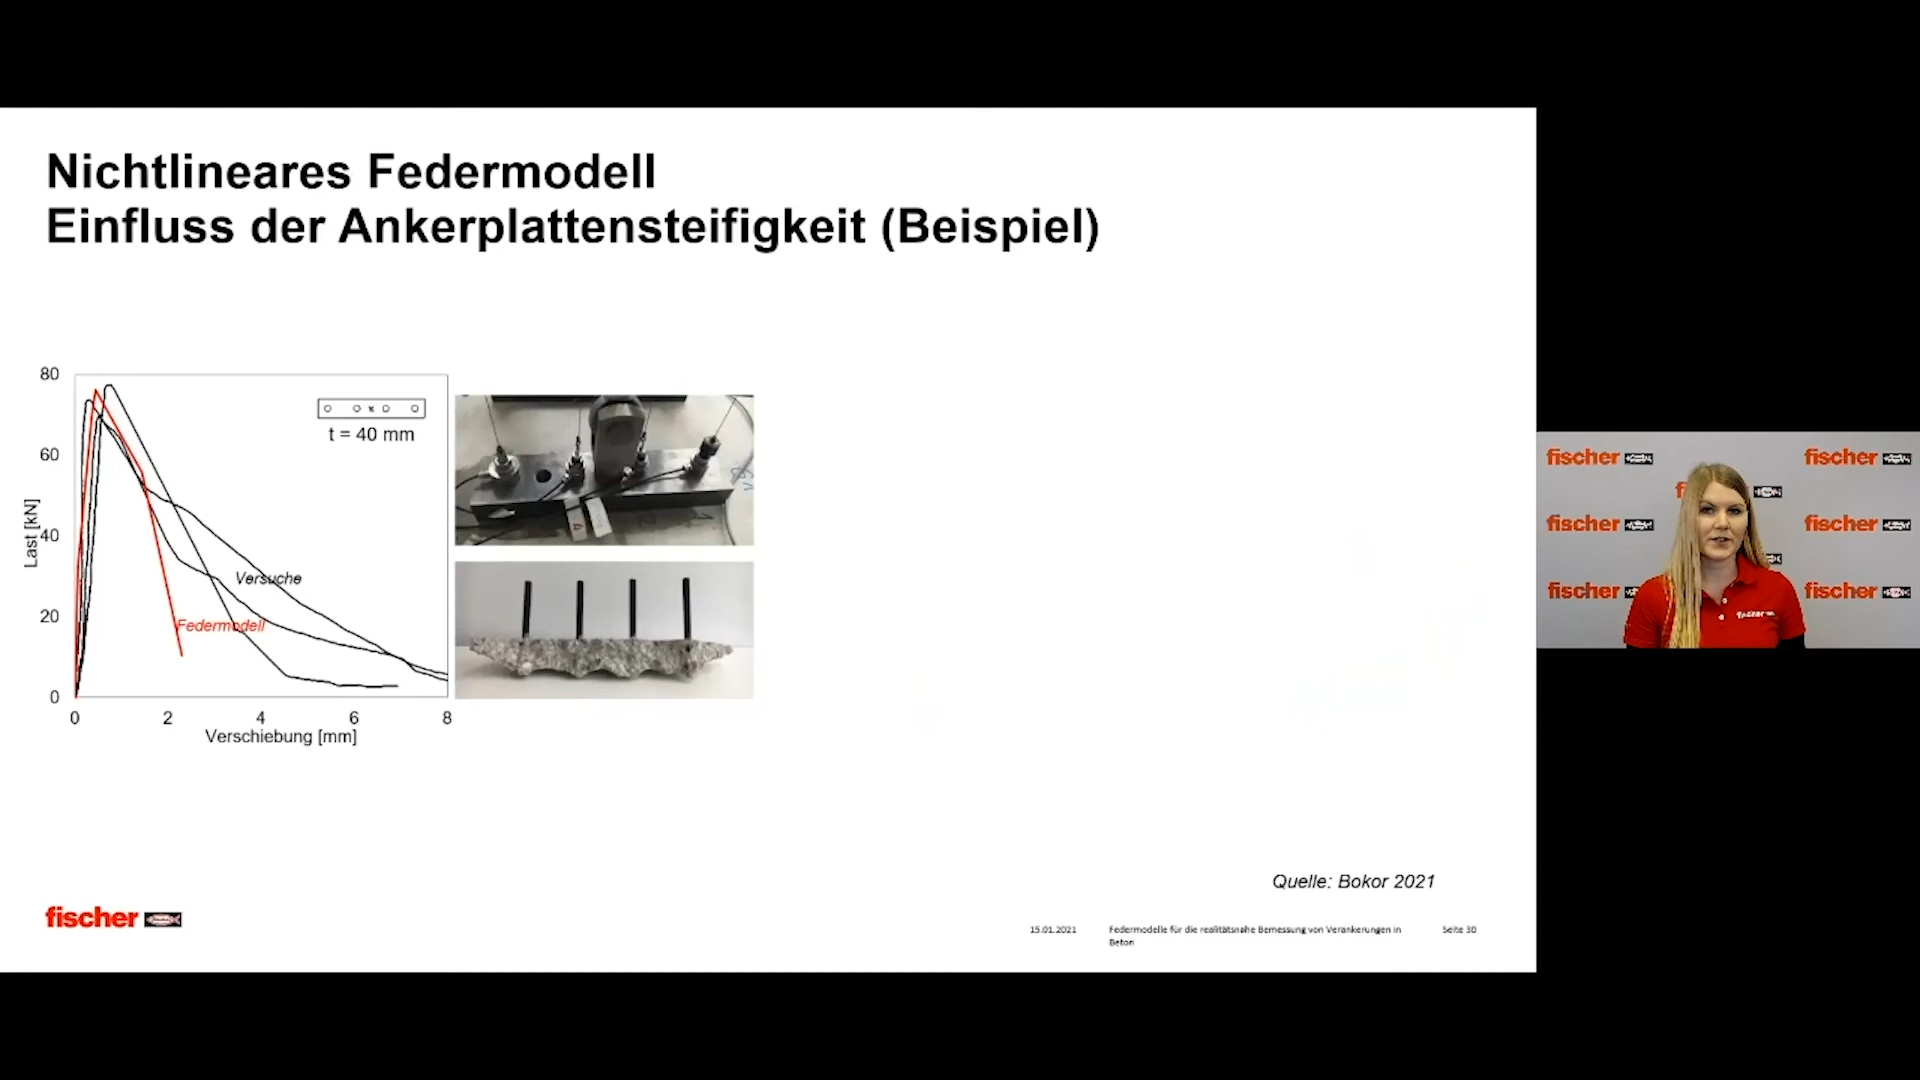 Nichtlineares Federmodell
Einfluss der Ankerplattensteifigkeit (Beispiel)
80
60
40
20
0
Last [kN]
t = 40 mm
Versuche
Federmodell
0 2 4 6 8
Verschiebung [mm]
Quelle: Bokor 2021
fischer
15.01.2021
Federmodelle für die realitätsnahe Bemessung von Verankerungen in
Beton
Seite 30
fischer
fischer
fischer
fischer
fischer
fischer